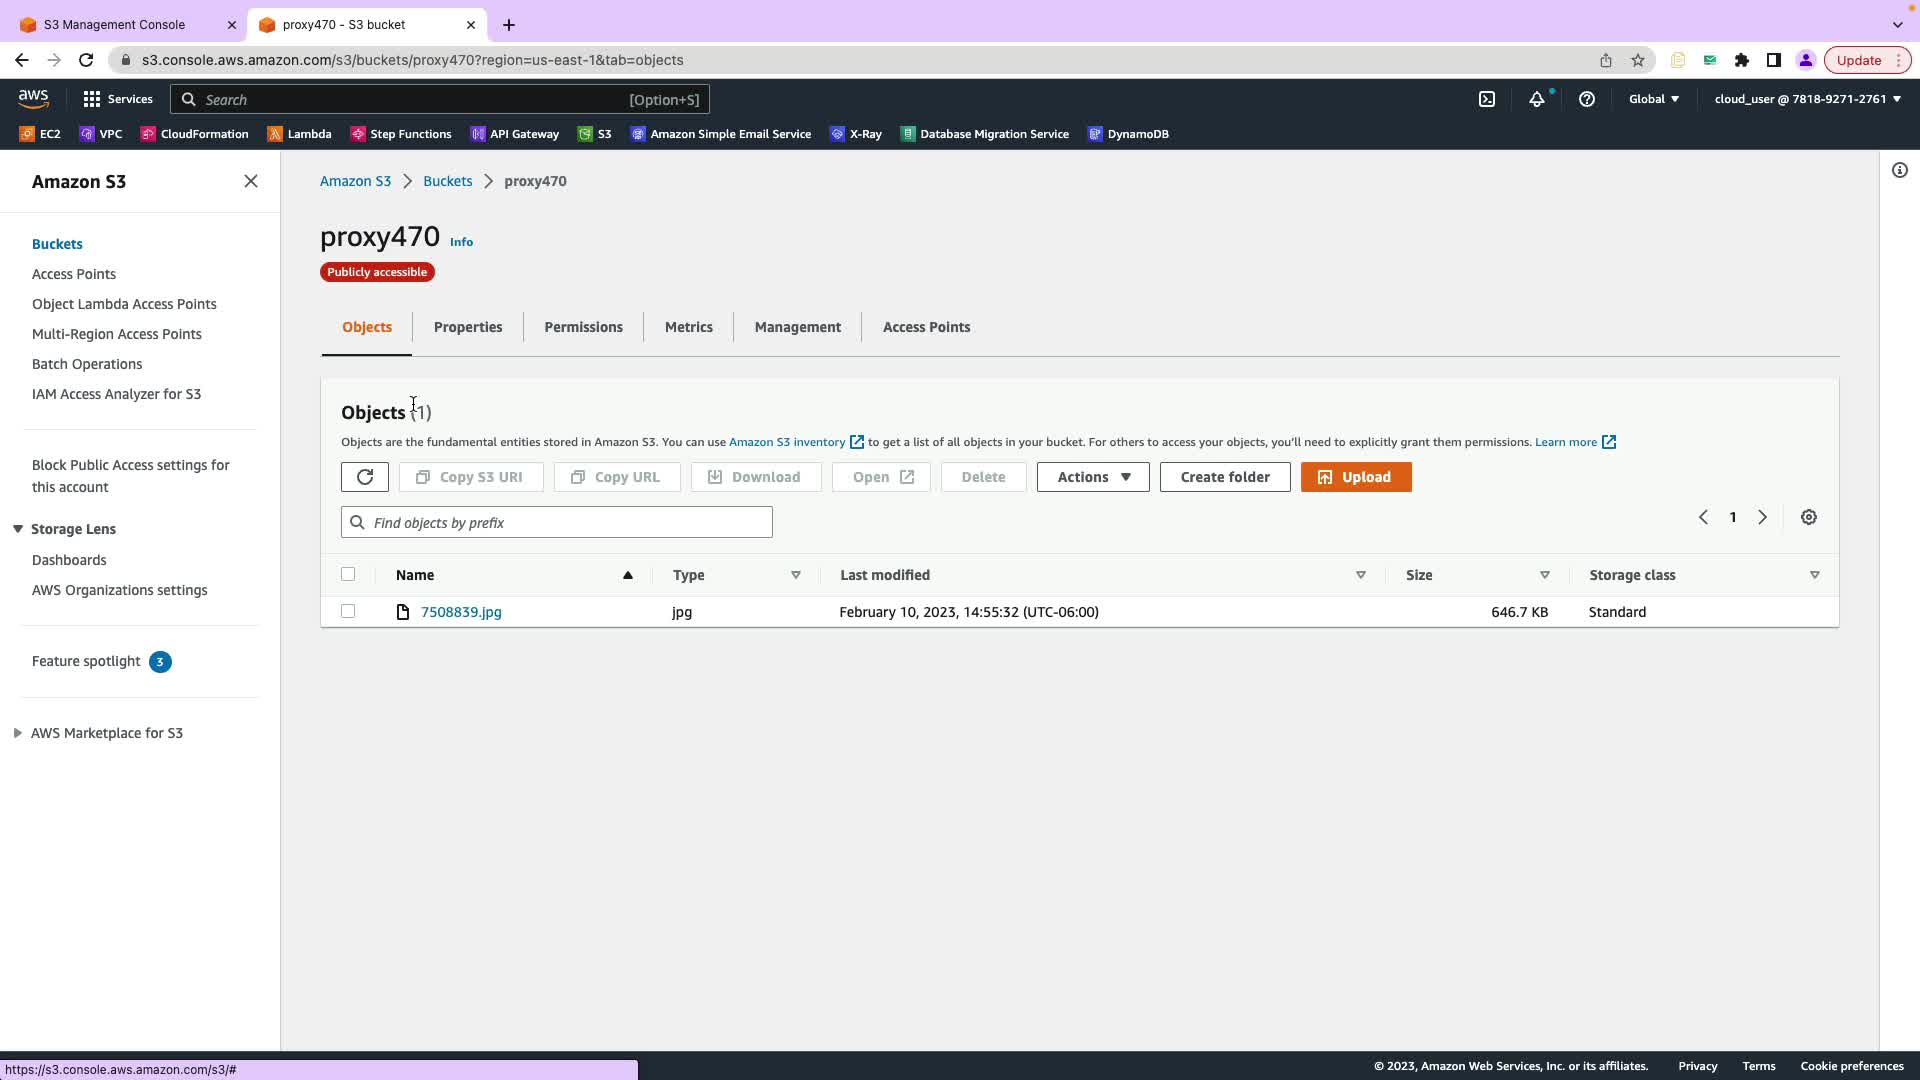 S3 Management Console
proxy470 - S3 bucket
s3.console.aws.amazon.com/s3/buckets/proxy470?region=us-east-1&tab=objects
Update
aws
Services
Search
[Option+S]
Global
cloud_user @ 7818-9271-2761
EC2
VPC
CloudFormation
Lambda
Step Functions
API Gateway
S3
Amazon Simple Email Service
X-Ray
Database Migration Service
DynamoDB
Amazon S3
Buckets
Access Points
Object Lambda Access Points
Multi-Region Access Points
Batch Operations
IAM Access Analyzer for S3
Block Public Access settings for
this account
Storage Lens
Dashboards
AWS Organizations settings
Feature spotlight 3
AWS Marketplace for S3
Amazon S3 > Buckets > proxy470
proxy470 Info
Publicly accessible
Objects
Properties
Permissions
Metrics
Management
Access Points
Objects (1)
Objects are the fundamental entities stored in Amazon S3. You can use Amazon S3 inventory to get a list of all objects in your bucket. For others to access your objects, you'll need to explicitly grant them permissions. Learn more
Copy S3 URI
Copy URL
Download
Open
Delete
Actions
Create folder
Upload
Find objects by prefix
1
Name
Type
Last modified
Size
Storage class
7508839.jpg
jpg
February 10, 2023, 14:55:32 (UTC-06:00)
646.7 KB
Standard
https://s3.console.aws.amazon.com/s3/#
© 2023, Amazon Web Services, Inc. or its affiliates.
Privacy
Terms
Cookie preferences